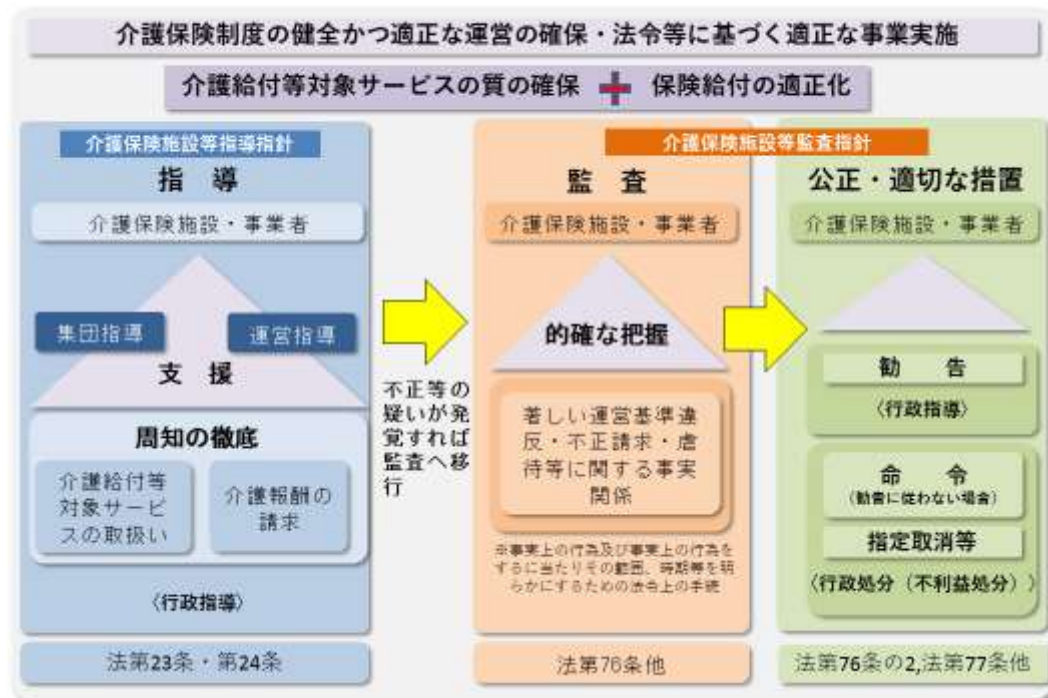 介護保険制度の健全かつ適正な運営の確保・法令等に基づく適正な事業実施
介護給付等対象サービスの質の確保 ➕ 保険給付の適正化
介護保険施設等指導指針
指 導
介護保険施設・事業者
集団指導
運営指導
支 援
周知の徹底
介護給付等
対象サービ
スの取扱い
介護報酬の
請求
〈行政指導〉
法第23条・第24条
不正等の
疑いが発
覚すれば
監査へ移
行
介護保険施設等監査指針
監 査
介護保険施設・事業者
的確な把握
著しい運営基準違
反・不正請求・虐
待等に関する事実
関係
※事実上の行為及び事実上の行為を
するに当たりその範囲、時期等を明
らかにするための法令上の手続
法第76条他
公正・適切な措置
介護保険施設・事業者
勧 告
〈行政指導〉
命 令
(勧告に従わない場合)
指定取消等
〈行政処分（不利益処分）〉
法第76条の2,法第77条他